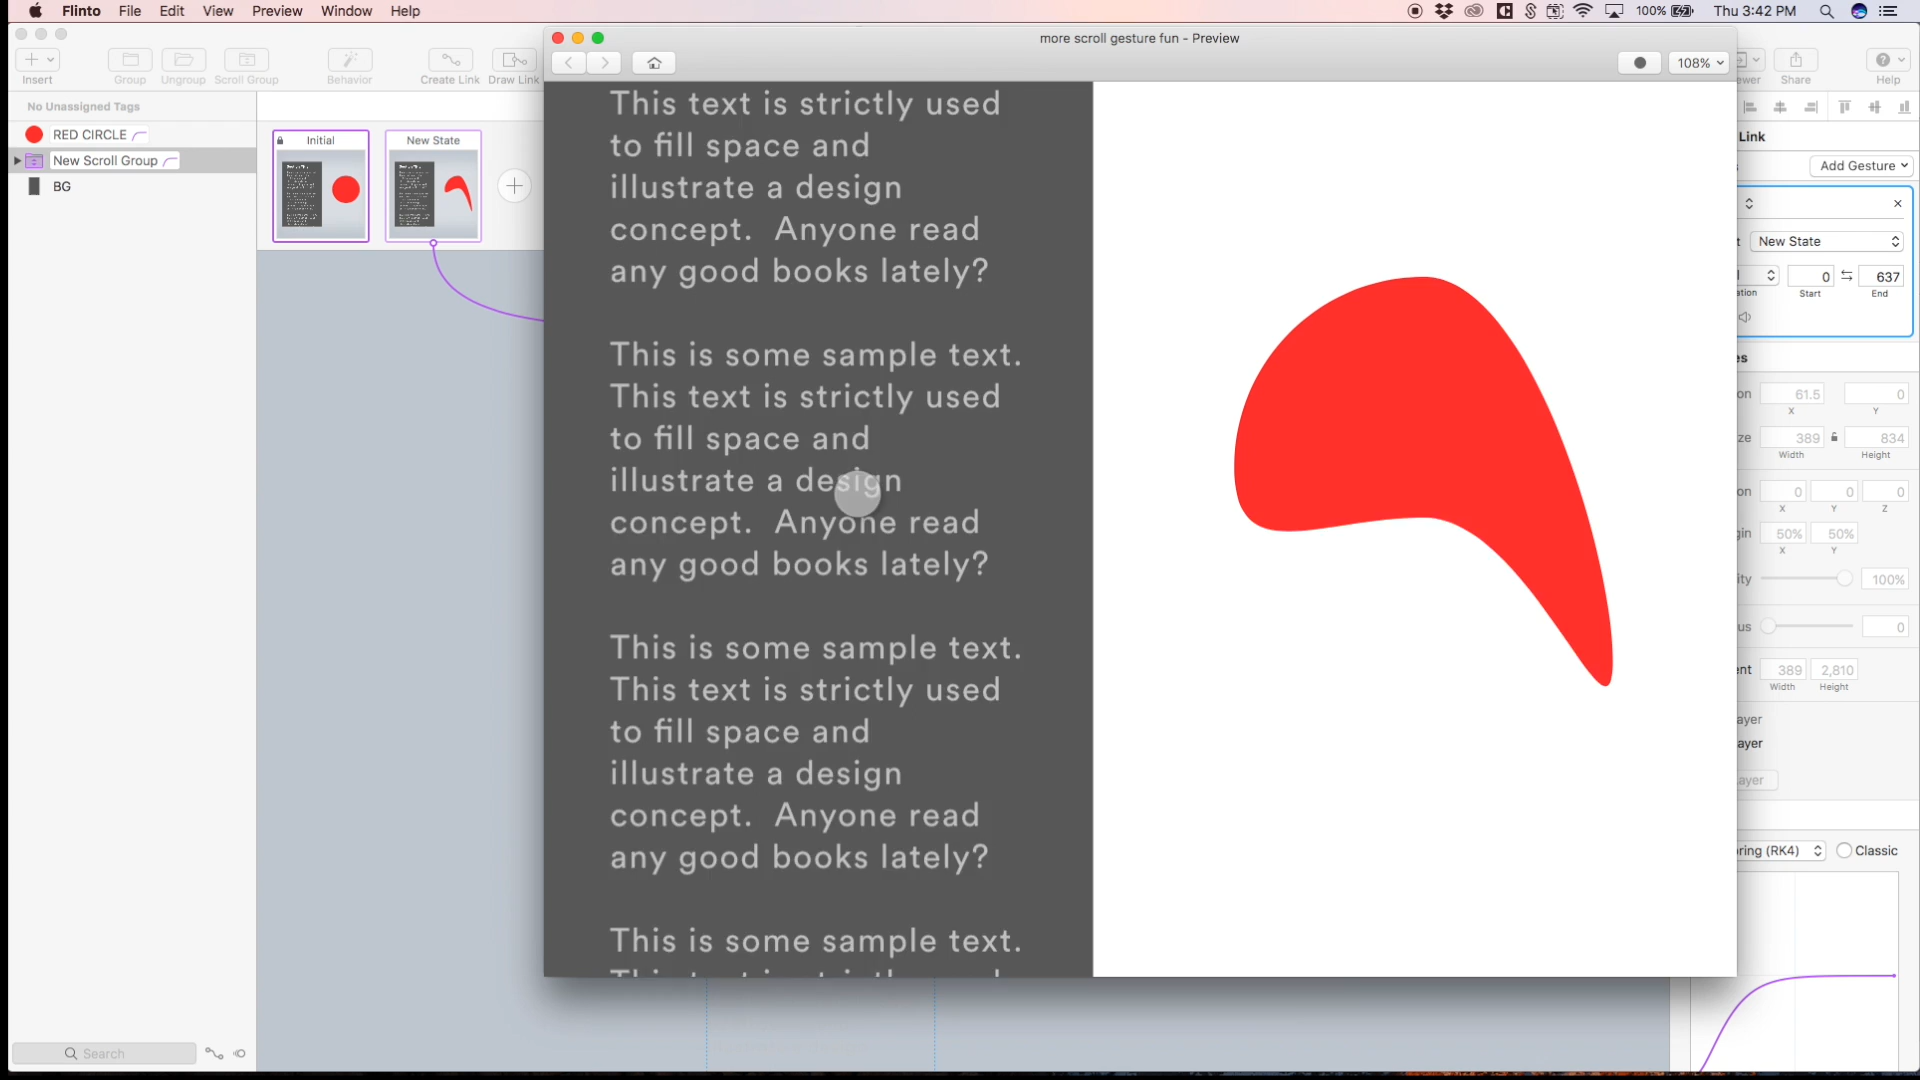 Flinto File Edit View Preview Window Help
100% Thu 3:42 PM
more scroll gesture fun - Preview
108%
Insert Group Ungroup Scroll Group Behavior Create Link Draw Link
Share Help
No Unassigned Tags
RED CIRCLE
New Scroll Group
BG
Initial
New State
This text is strictly used
to fill space and
illustrate a design
concept. Anyone read
any good books lately?
This is some sample text.
This text is strictly used
to fill space and
illustrate a design
concept. Anyone read
any good books lately?
This is some sample text.
This text is strictly used
to fill space and
illustrate a design
concept. Anyone read
any good books lately?
This is some sample text.
Link
Add Gesture
New State
0 637
Start End
61.5 0
X Y
389 834
Width Height
0 0 0
X Y Z
50% 50%
X Y
100%
0
389 2,810
Width Height
(RK4) Classic
Search